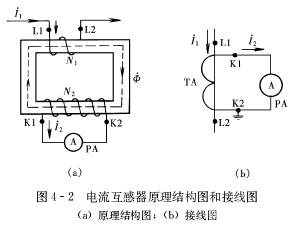 İ₁
L1
L2
N₁
Φ̇
N₂
K1
İ₂
K2
A
PA
(a)
İ₁
L1
İ₂
K1
TA
A
PA
K2
L2
(b)
图 4-2 电流互感器原理结构图和接线图
(a) 原理结构图；(b) 接线图